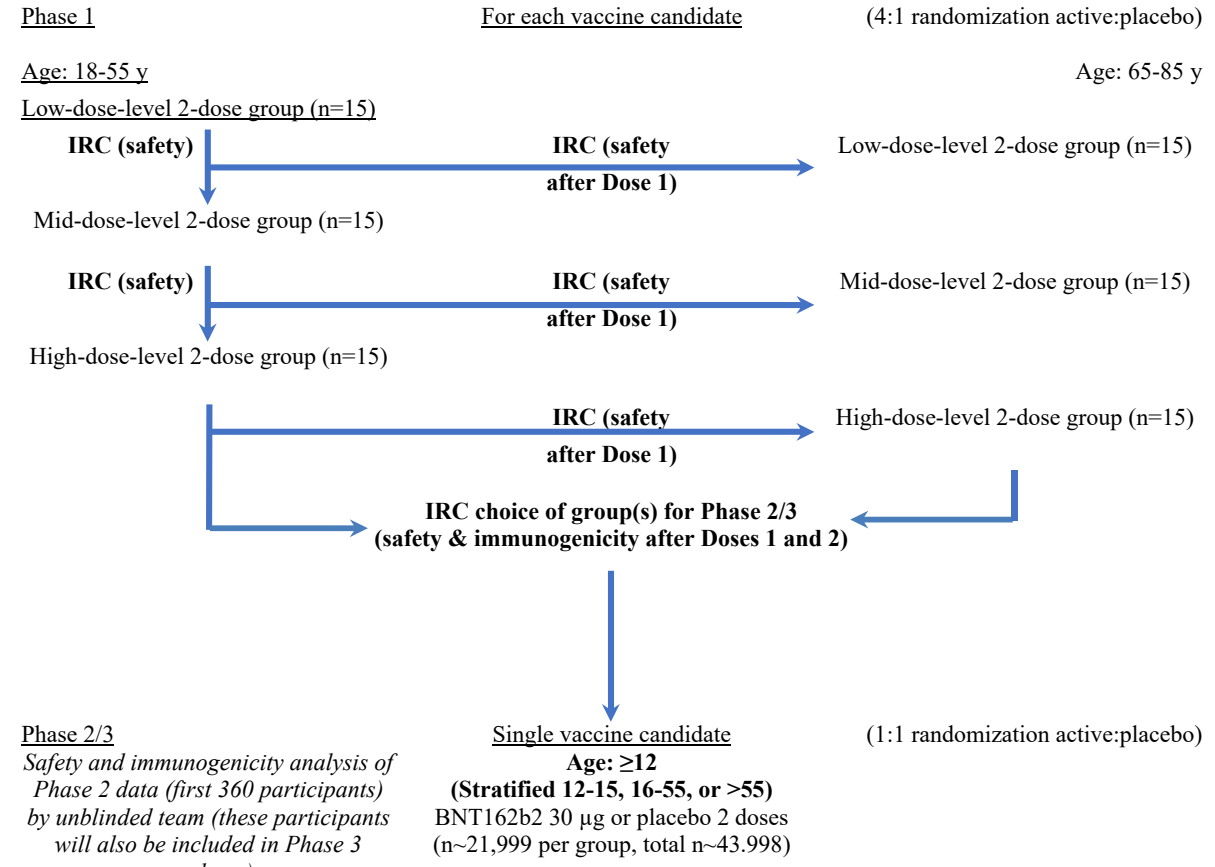 Phase 1 For each vaccine candidate (4:1 randomization active:placebo)
Age: 18-55 y Age: 65-85 y
Low-dose-level 2-dose group (n=15)
IRC (safety) IRC (safety Low-dose-level 2-dose group (n=15)
after Dose 1)
Mid-dose-level 2-dose group (n=15)
IRC (safety) IRC (safety Mid-dose-level 2-dose group (n=15)
after Dose 1)
High-dose-level 2-dose group (n=15)
IRC (safety High-dose-level 2-dose group (n=15)
after Dose 1)
IRC choice of group(s) for Phase 2/3
(safety & immunogenicity after Doses 1 and 2)
Phase 2/3 Single vaccine candidate (1:1 randomization active:placebo)
Safety and immunogenicity analysis of Age: ≥12
Phase 2 data (first 360 participants) (Stratified 12-15, 16-55, or >55)
by unblinded team (these participants BNT162b2 30 µg or placebo 2 doses
will also be included in Phase 3 (n~21,999 per group, total n~43.998)